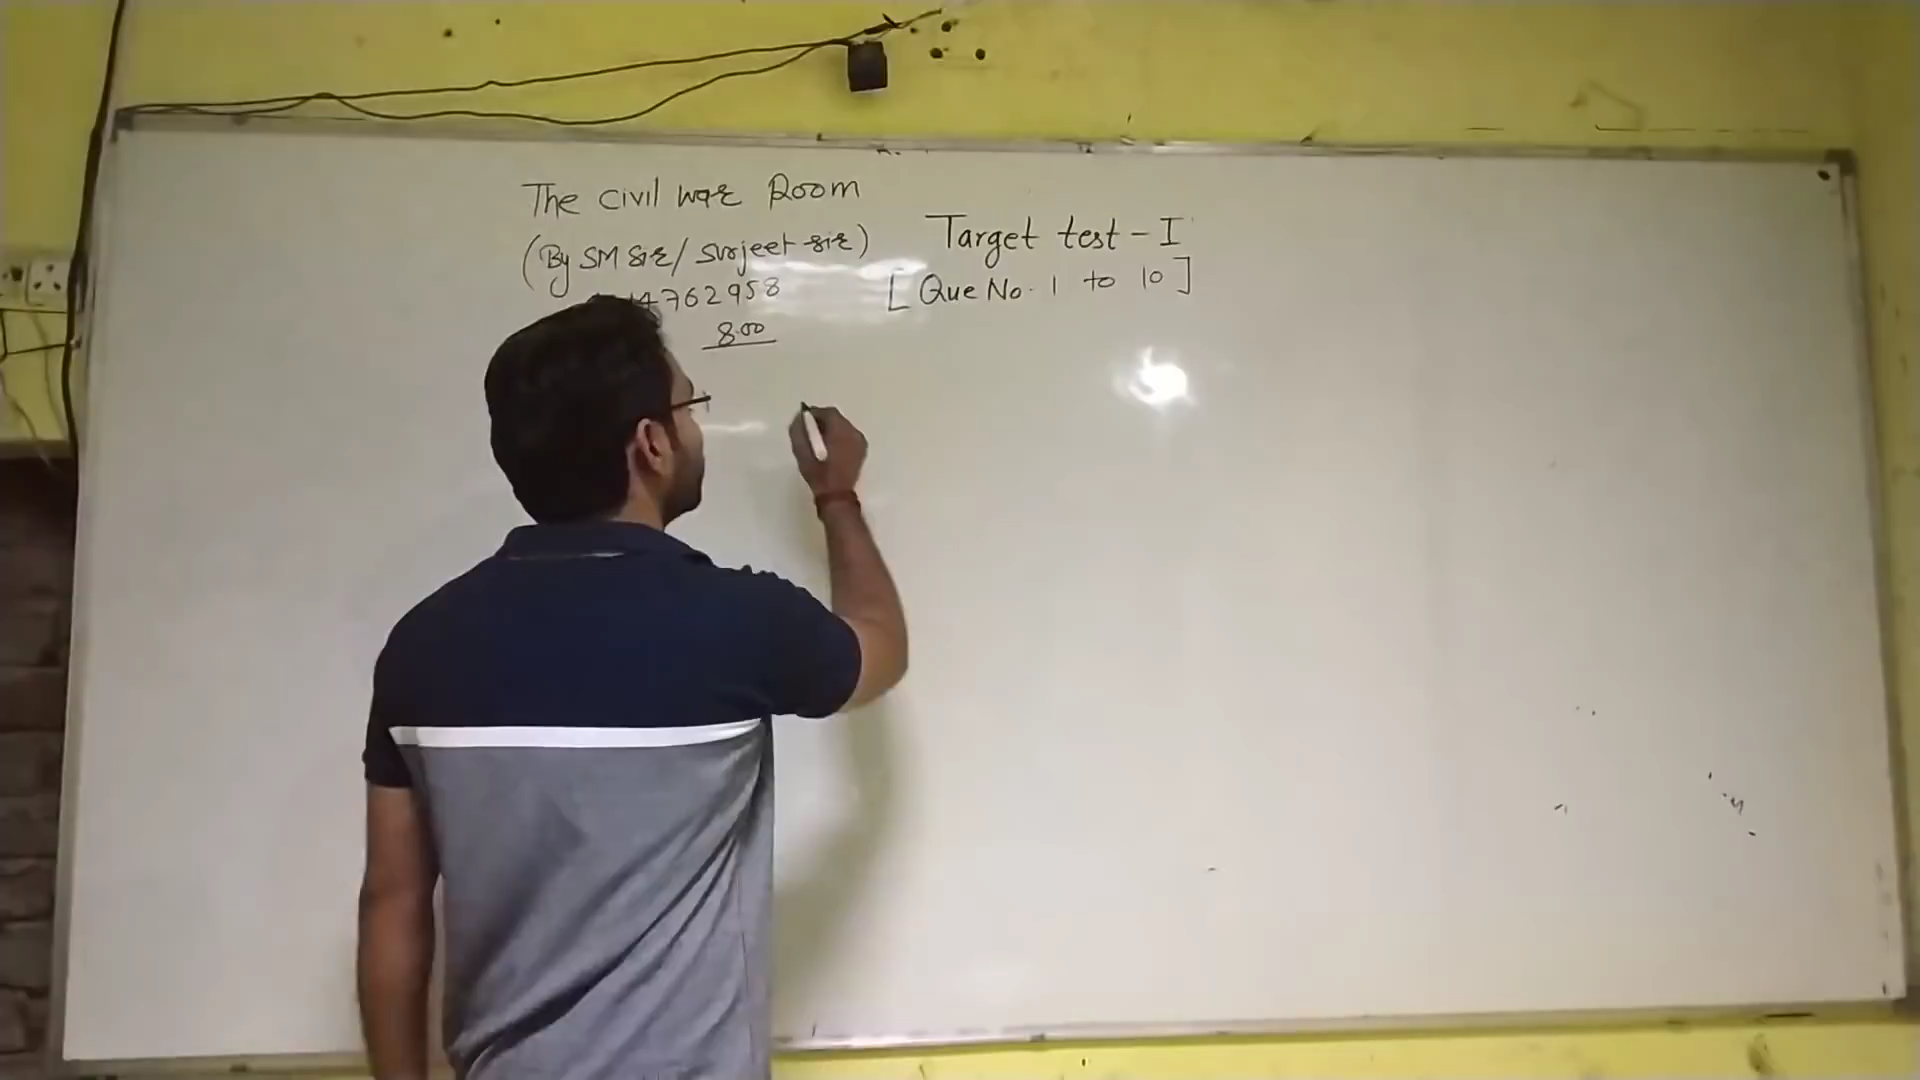 The Civil war Room
(By SM Sir/ Surjeet Sir)
4762958
8.00
Target test - I
[Que No. 1 to 10]